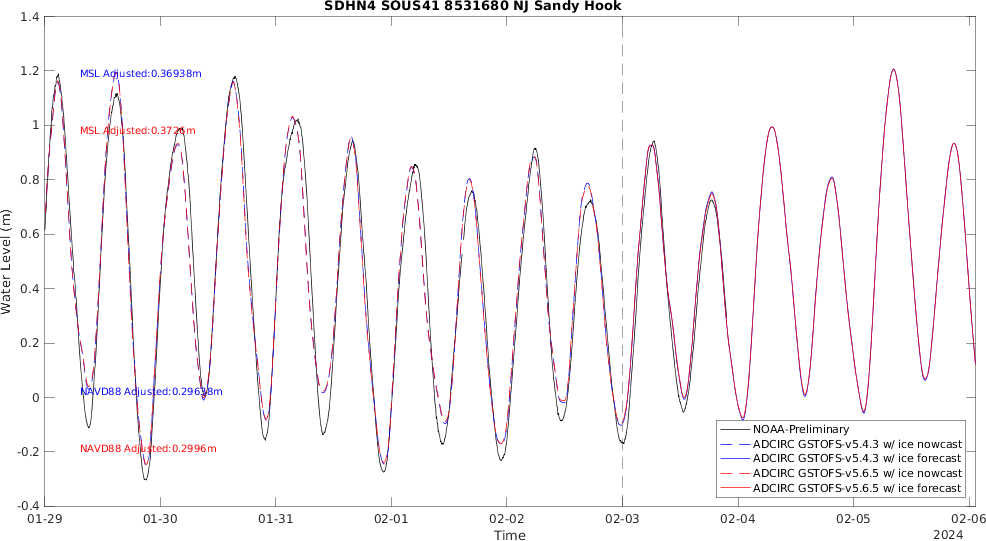 SDHN4 SOUS41 8531680 NJ Sandy Hook
Water Level (m)
1.4
1.2
1
0.8
0.6
0.4
0.2
0
-0.2
-0.4
MSL Adjusted:0.36938m
MSL Adjusted:0.3726m
NAVD88 Adjusted:0.29638m
NAVD88 Adjusted:0.2996m
NOAA-Preliminary
ADCIRC GSTOFS-v5.4.3 w/ ice nowcast
ADCIRC GSTOFS-v5.4.3 w/ ice forecast
ADCIRC GSTOFS-v5.6.5 w/ ice nowcast
ADCIRC GSTOFS-v5.6.5 w/ ice forecast
01-29 01-30 01-31 02-01 02-02 02-03 02-04 02-05 02-06
Time
2024